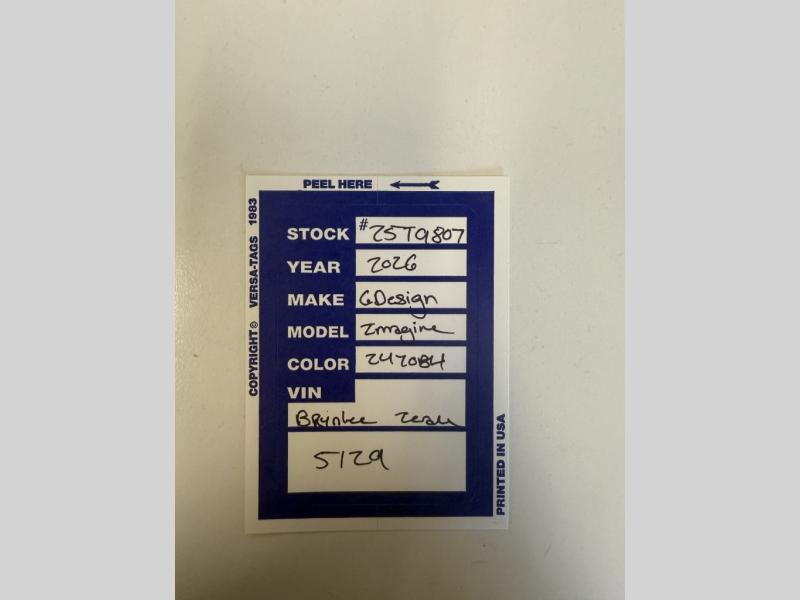 PEEL HERE
COPYRIGHT © VERSA-TAGS 1983
STOCK # 25T9807
YEAR 2026
MAKE GDesign
MODEL Imagine
COLOR 2470BH
VIN
5129
PRINTED IN USA